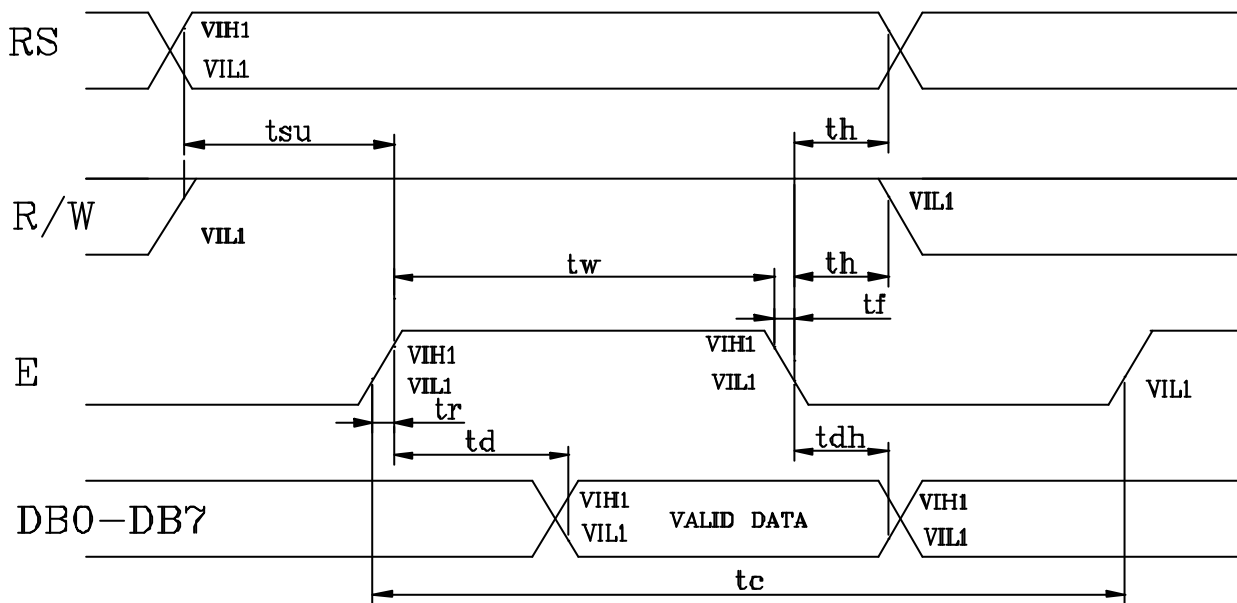 RS
VIH1
VIL1
tsu
th
R/W
VIL1
VIL1
tw
th
tf
E
VIH1
VIL1
VIH1
VIL1
VIL1
tr
td
tdh
DB0-DB7
VIH1
VIL1
VALID DATA
VIH1
VIL1
tc